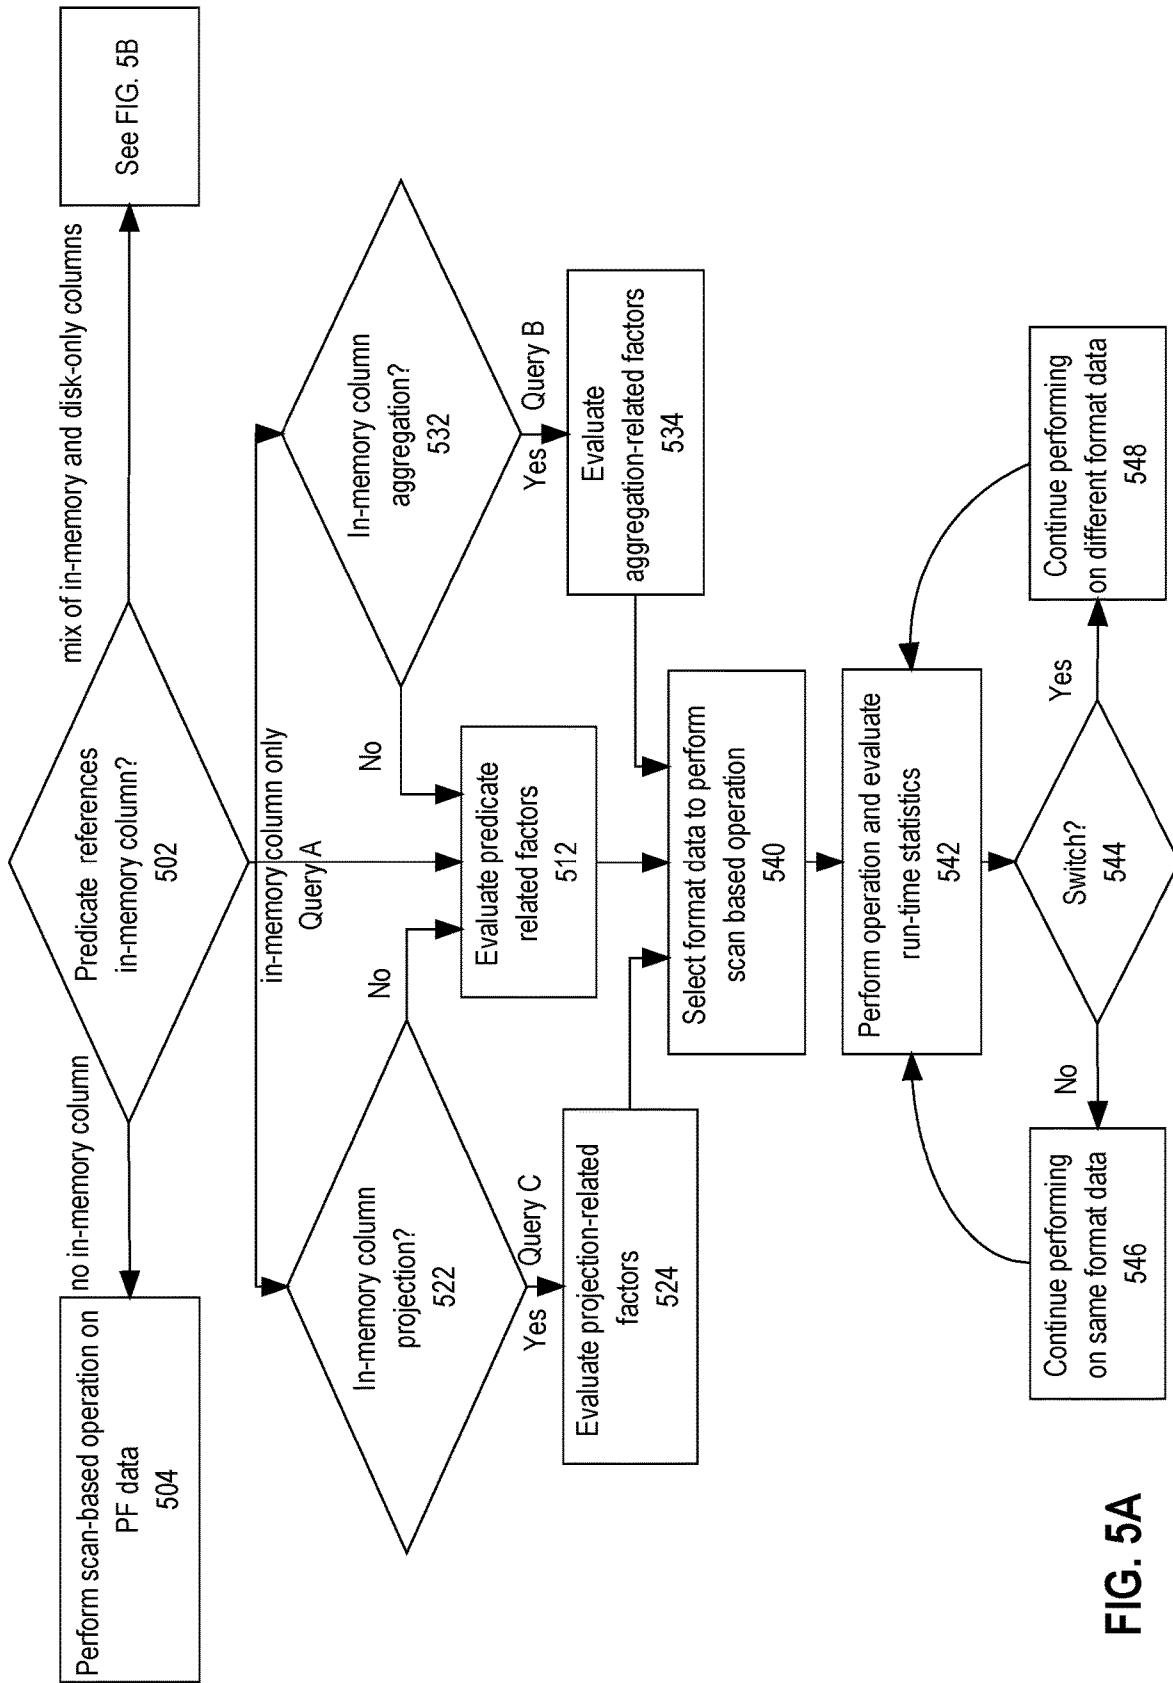 Perform scan-based operation on
PF data
504
no in-memory column
Predicate references
in-memory column?
502
mix of in-memory and disk-only columns
See FIG. 5B
in-memory column only
Query A
In-memory column
projection?
522
No
Yes
Query C
Evaluate projection-related
factors
524
Evaluate predicate
related factors
512
In-memory column
aggregation?
532
No
Yes
Query B
Evaluate
aggregation-related factors
534
Select format data to perform
scan based operation
540
Perform operation and evaluate
run-time statistics
542
Switch?
544
No
Yes
Continue performing
on same format data
546
Continue performing
on different format data
548
FIG. 5A